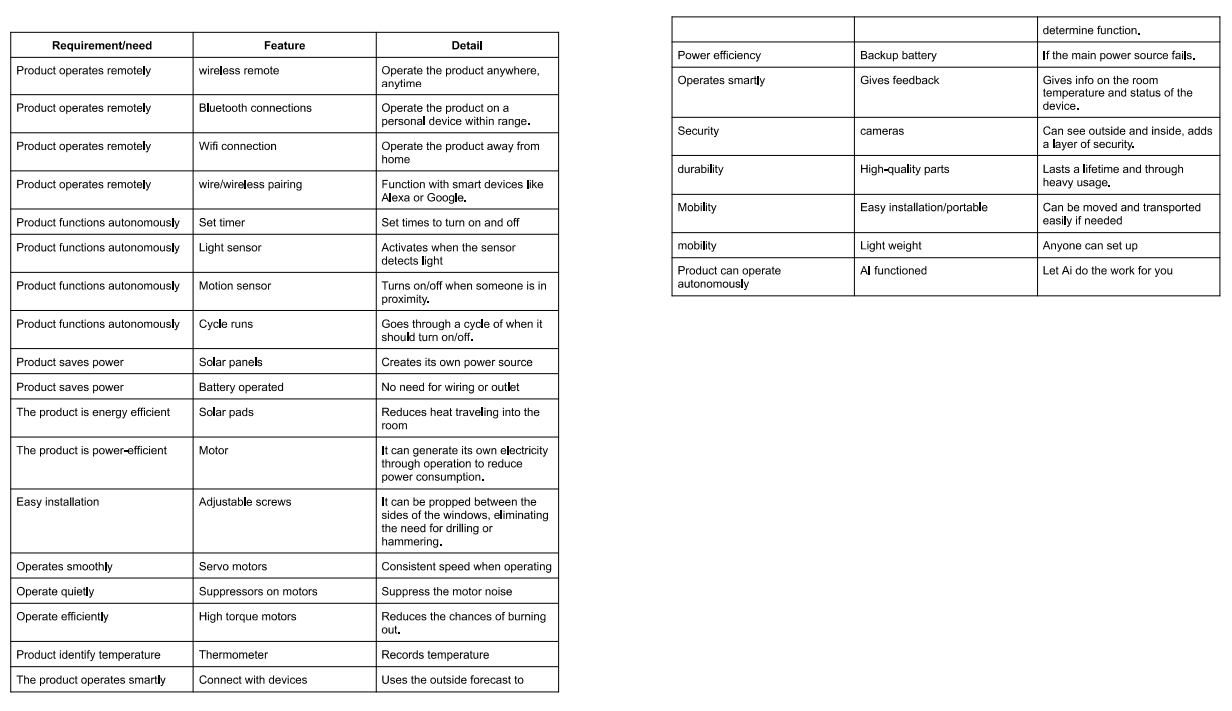 Requirement/need Feature Detail
Product operates remotely wireless remote Operate the product anywhere,
anytime
Product operates remotely Bluetooth connections Operate the product on a
personal device within range.
Product operates remotely Wifi connection Operate the product away from
home
Product operates remotely wire/wireless pairing Function with smart devices like
Alexa or Google.
Product functions autonomously Set timer Set times to turn on and off
Product functions autonomously Light sensor Activates when the sensor
detects light
Product functions autonomously Motion sensor Turns on/off when someone is in
proximity.
Product functions autonomously Cycle runs Goes through a cycle of when it
should turn on/off.
Product saves power Solar panels Creates its own power source
Product saves power Battery operated No need for wiring or outlet
The product is energy efficient Solar pads Reduces heat traveling into the
room
The product is power-efficient Motor It can generate its own electricity
through operation to reduce
power consumption.
Easy installation Adjustable screws It can be propped between the
sides of the windows, eliminating
the need for drilling or
hammering.
Operates smoothly Servo motors Consistent speed when operating
Operate quietly Suppressors on motors Suppress the motor noise
Operate efficiently High torque motors Reduces the chances of burning
out.
Product identify temperature Thermometer Records temperature
The product operates smartly Connect with devices Uses the outside forecast to
determine function.
Power efficiency Backup battery If the main power source fails.
Operates smartly Gives feedback Gives info on the room
temperature and status of the
device.
Security cameras Can see outside and inside, adds
a layer of security.
durability High-quality parts Lasts a lifetime and through
heavy usage.
Mobility Easy installation/portable Can be moved and transported
easily if needed
mobility Light weight Anyone can set up
Product can operate AI functioned Let Ai do the work for you
autonomously